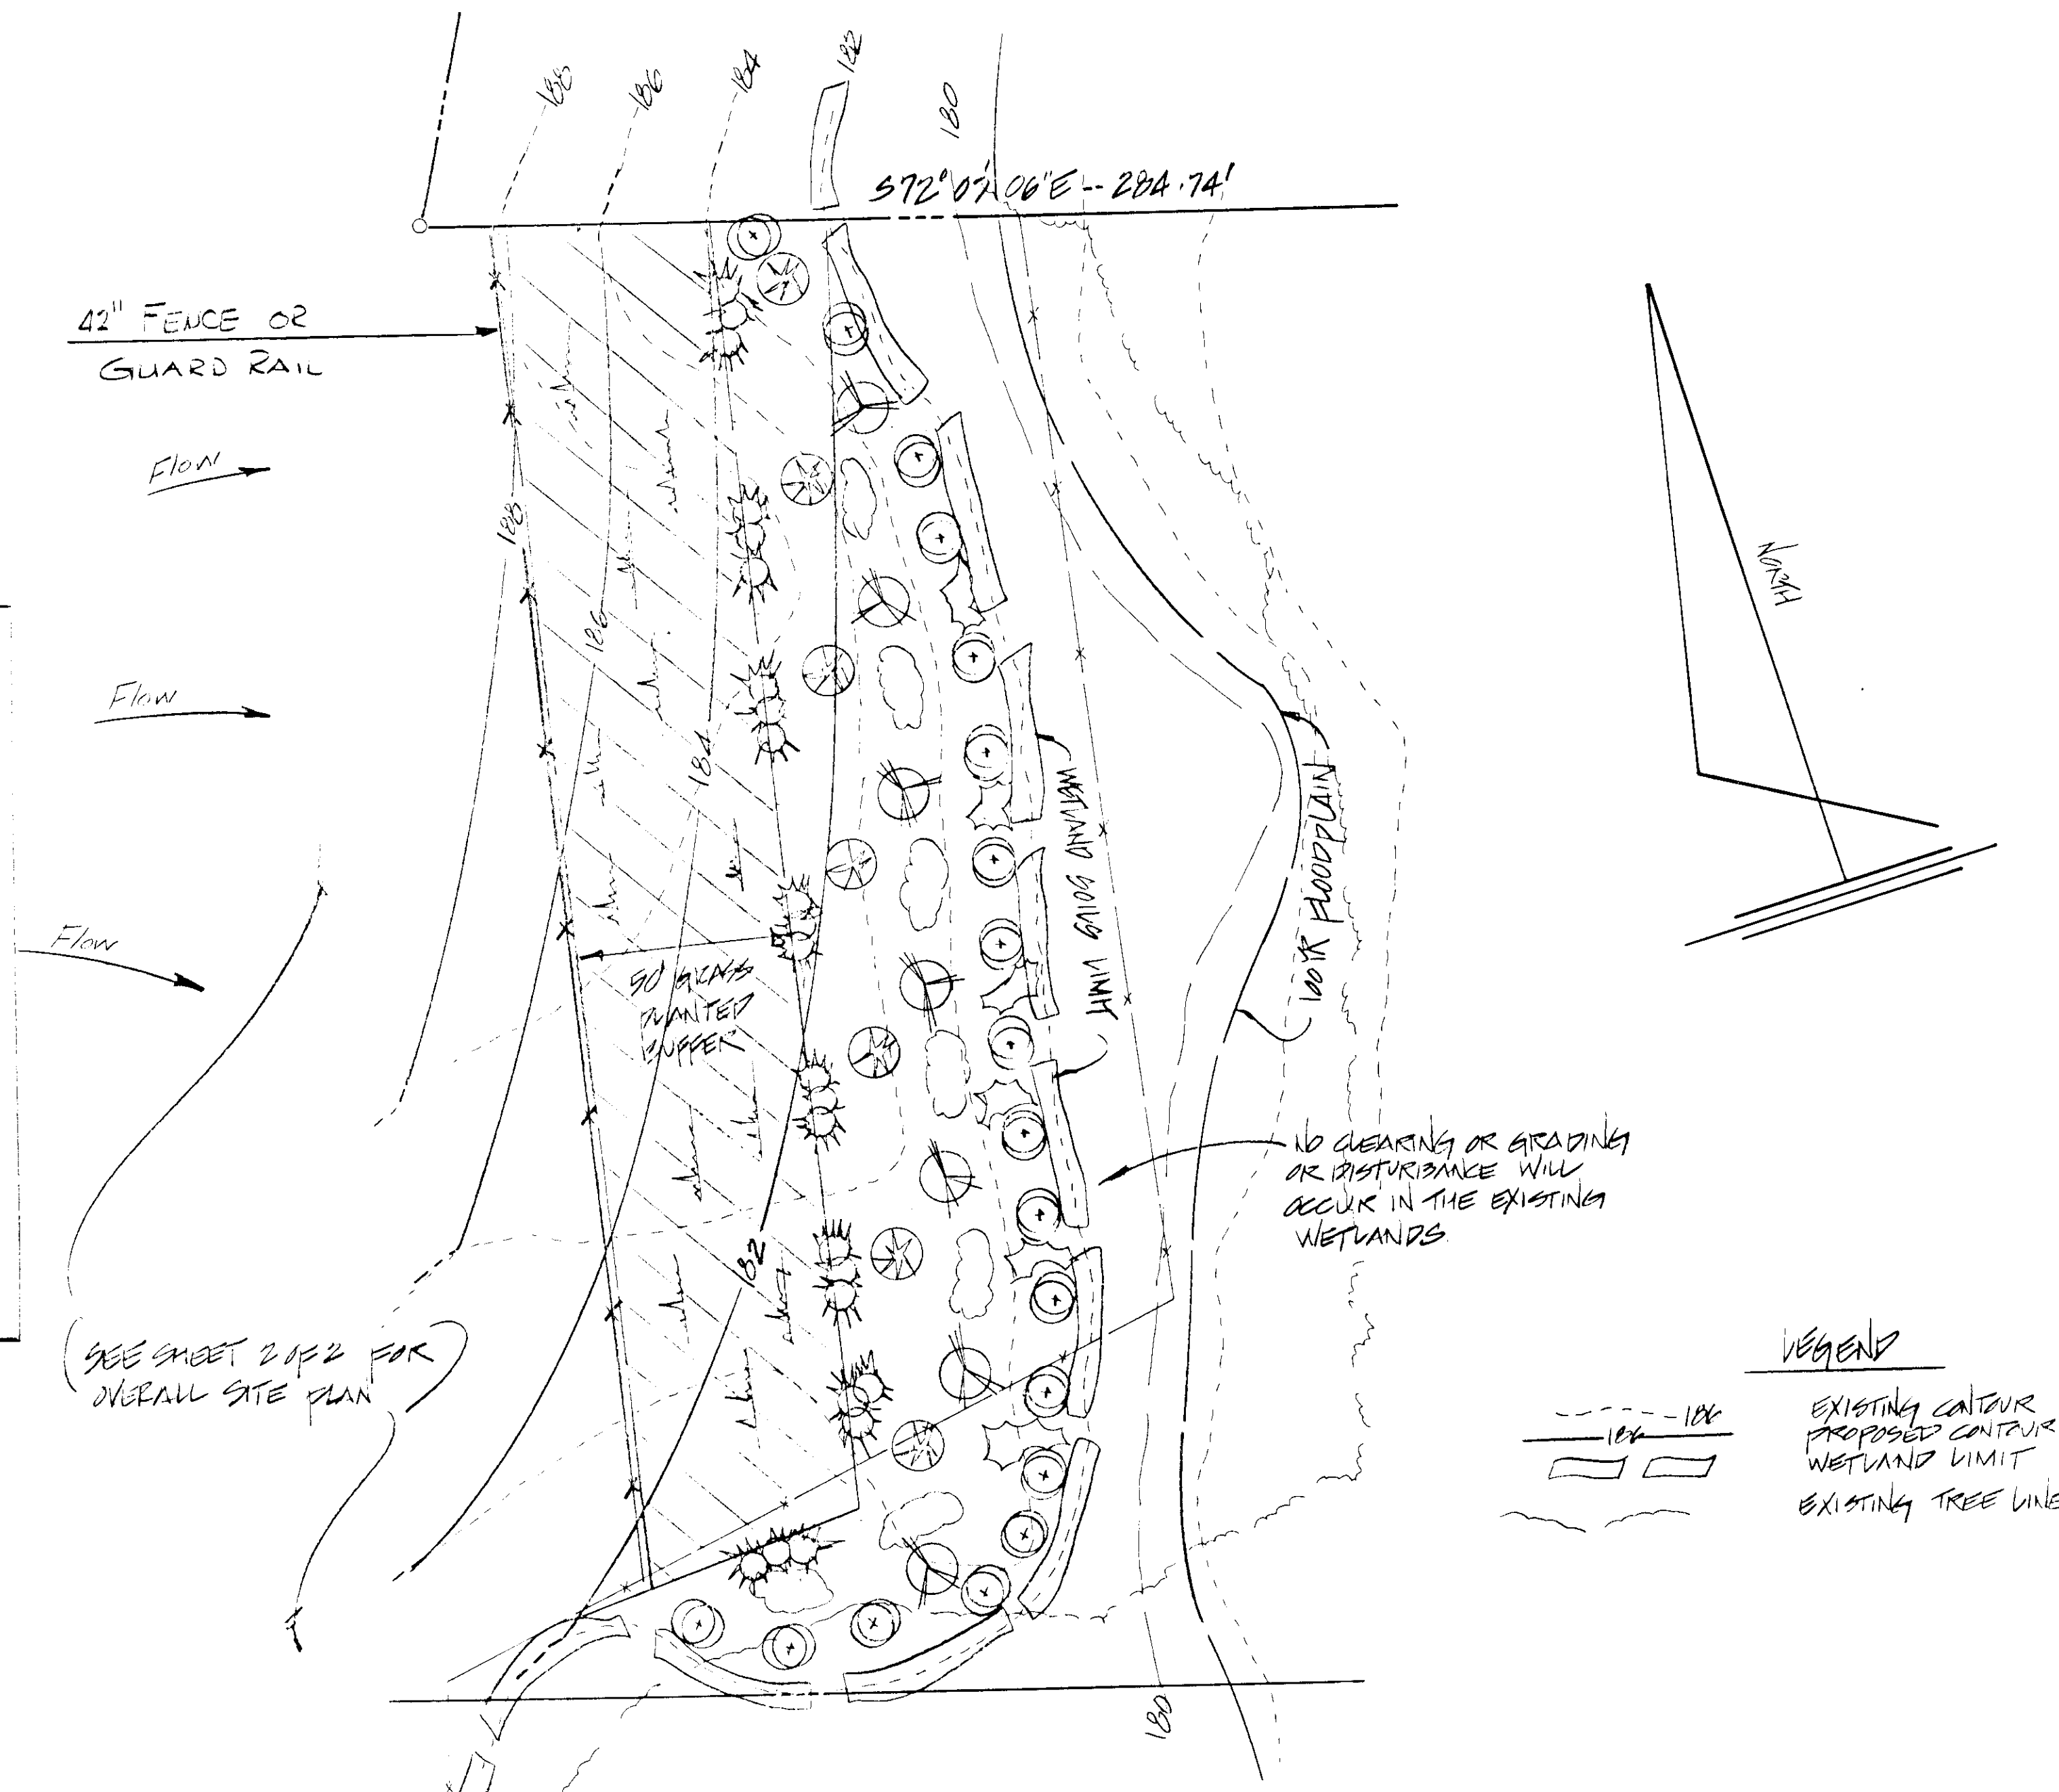 188
186
184
182
180
S72° 07' 06"E -- 284.74'
42" FENCE OR
GUARD RAIL
Flow
188
NORTH
186
Flow
184
WETLAND SOILS LIMIT
100 YR FLOODPLAIN
Flow
50' GRASS
PLANTED
BUFFER
NO CLEARING OR GRADING
OR DISTURBANCE WILL
OCCUR IN THE EXISTING
WETLANDS.
182
(SEE SHEET 2 OF 2 FOR
OVERALL SITE PLAN)
LEGEND
186 EXISTING CONTOUR
186 PROPOSED CONTOUR
WETLAND LIMIT
EXISTING TREE LINE
180